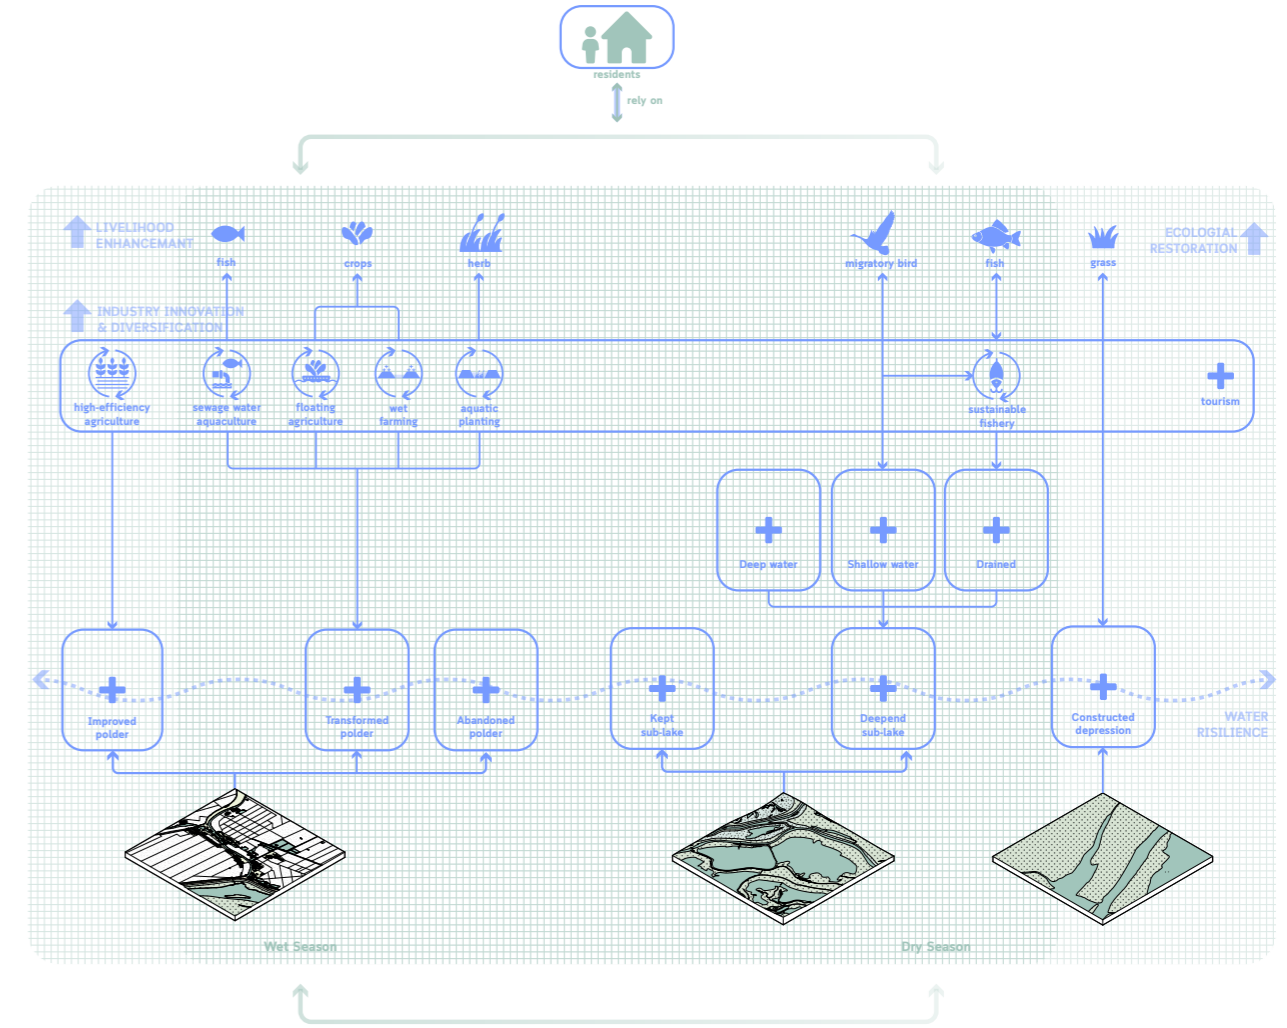 residents
rely on
LIVELIHOOD
ENHANCEMANT
fish
crops
herb
migratory bird
fish
grass
ECOLOGIAL
RESTORATION
INDUSTRY INNOVATION
& DIVERSIFICATION
high-efficiency
agriculture
sewage water
aquaculture
floating
agriculture
wet
farming
aquatic
planting
sustainable
fishery
tourism
Deep water
Shallow water
Drained
Improved
polder
Transformed
polder
Abandoned
polder
Kept
sub-lake
Deepend
sub-lake
Constructed
depression
WATER
RISILIENCE
Wet Season
Dry Season